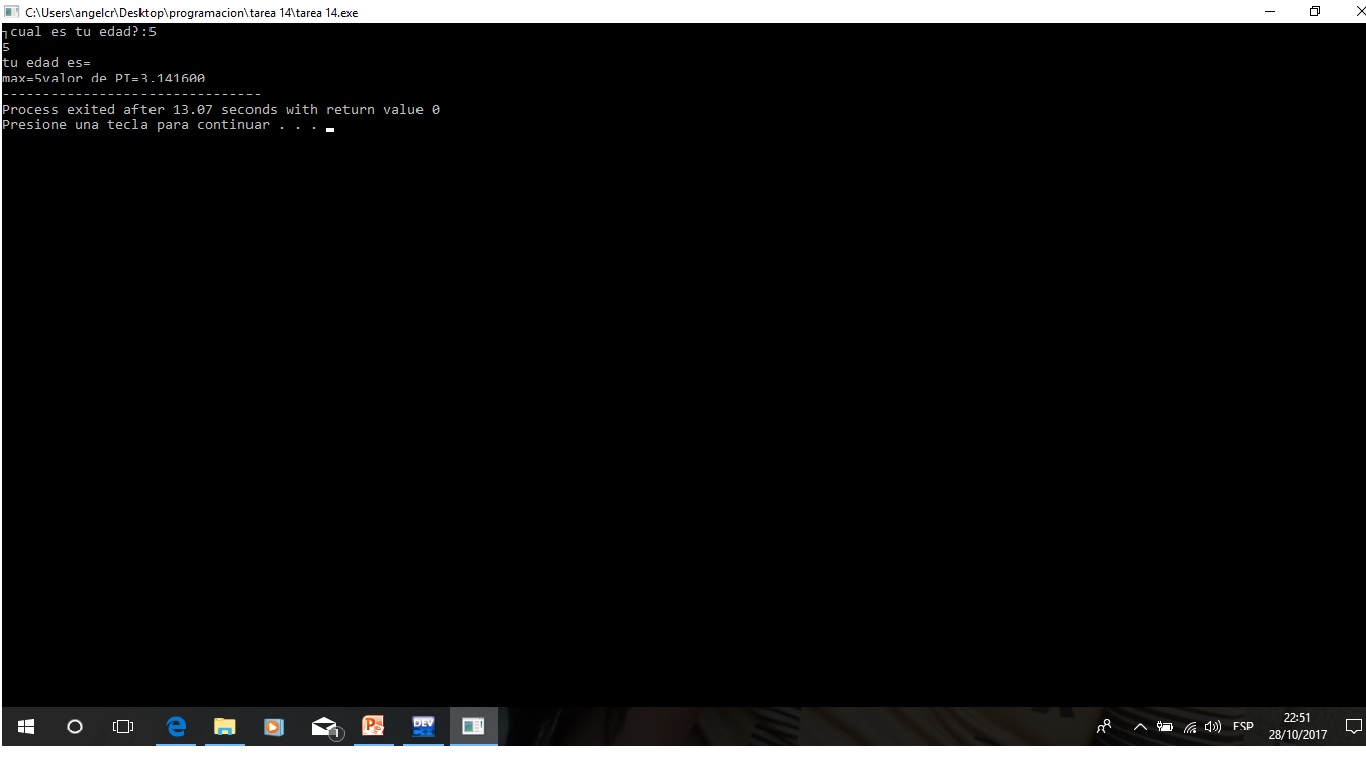 C:\Users\angelcr\Desktop\programacion\tarea 14\tarea 14.exe
┐cual es tu edad?:5
5
tu edad es=
max=5valor de PI=3.141600
--------------------------------
Process exited after 13.07 seconds with return value 0
Presione una tecla para continuar . . .
1
P
DEV
ESP
22:51
28/10/2017